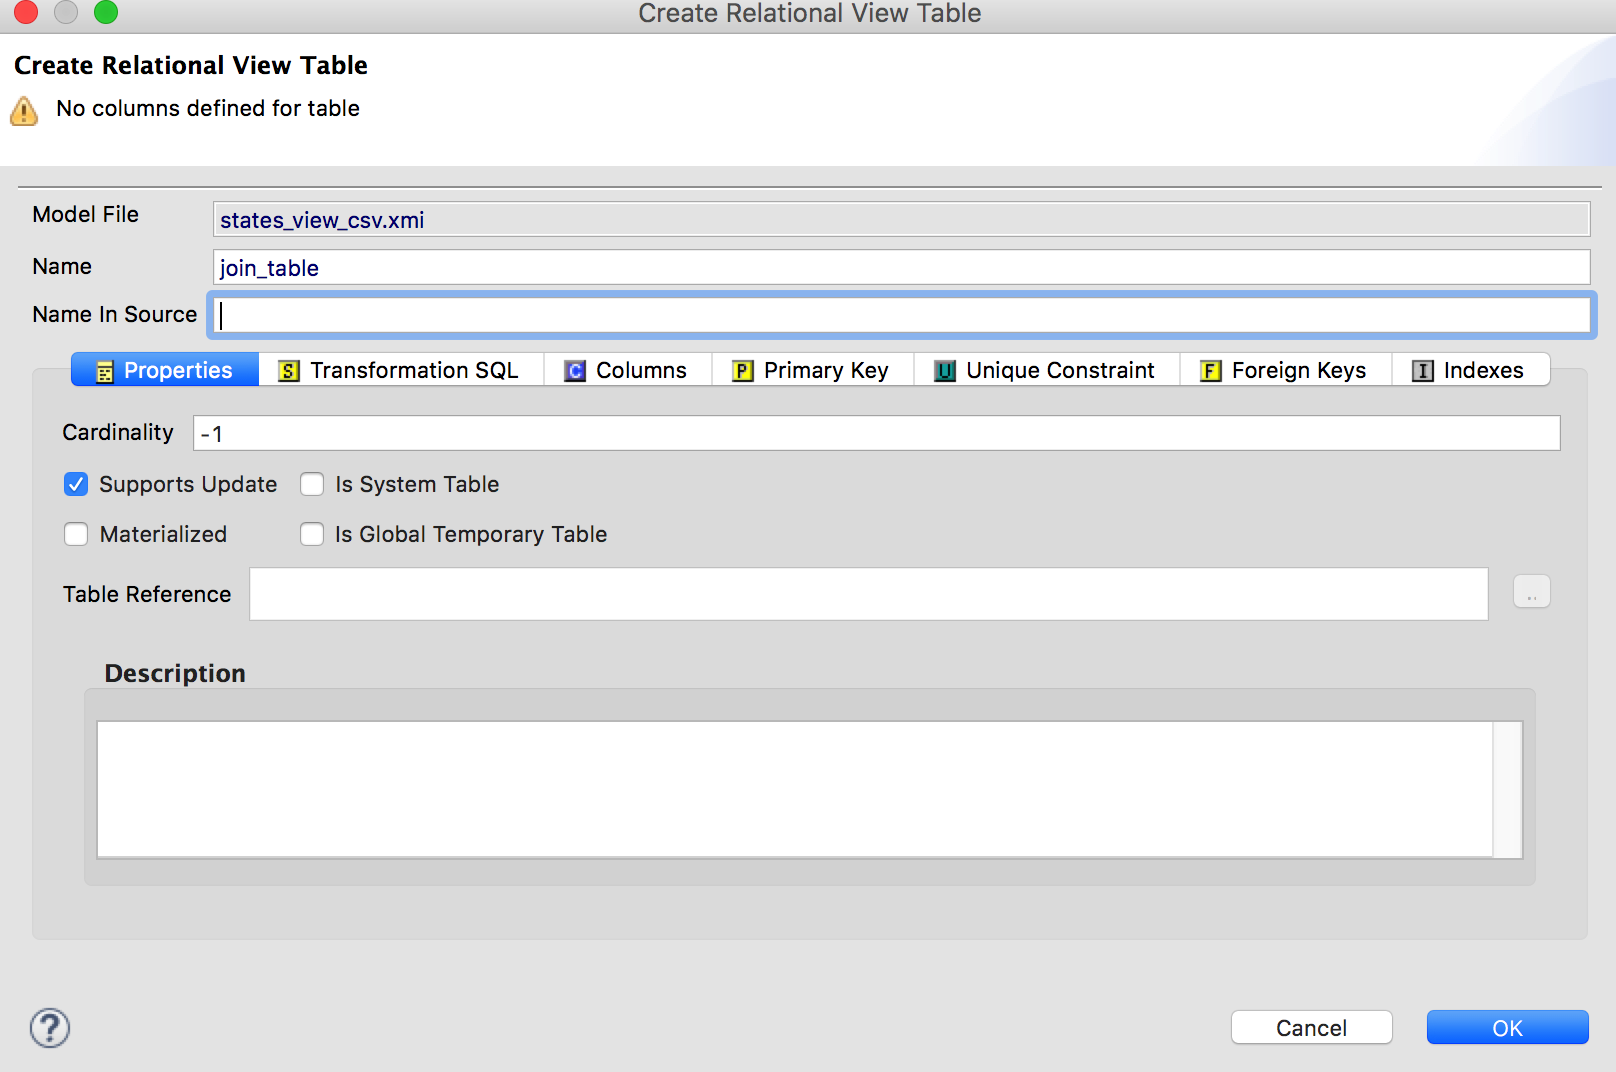 Create Relational View Table
Create Relational View Table
No columns defined for table
Model File states_view_csv.xmi
Name join_table
Name In Source
Properties S Transformation SQL C Columns P Primary Key U Unique Constraint F Foreign Keys I Indexes
Cardinality -1
Supports Update Is System Table
Materialized Is Global Temporary Table
Table Reference ..
Description
? Cancel OK